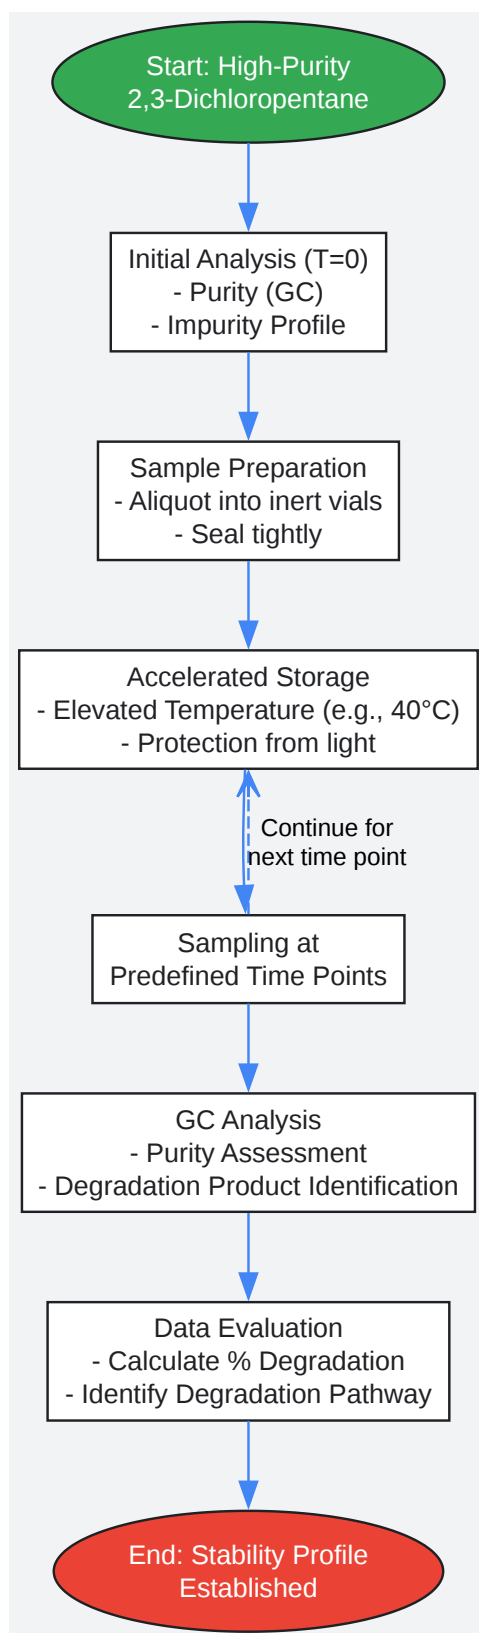 Start: High-Purity
2,3-Dichloropentane
Initial Analysis (T=0)
- Purity (GC)
- Impurity Profile
Sample Preparation
- Aliquot into inert vials
- Seal tightly
Accelerated Storage
- Elevated Temperature (e.g., 40°C)
- Protection from light
Continue for
next time point
Sampling at
Predefined Time Points
GC Analysis
- Purity Assessment
- Degradation Product Identification
Data Evaluation
- Calculate % Degradation
- Identify Degradation Pathway
End: Stability Profile
Established